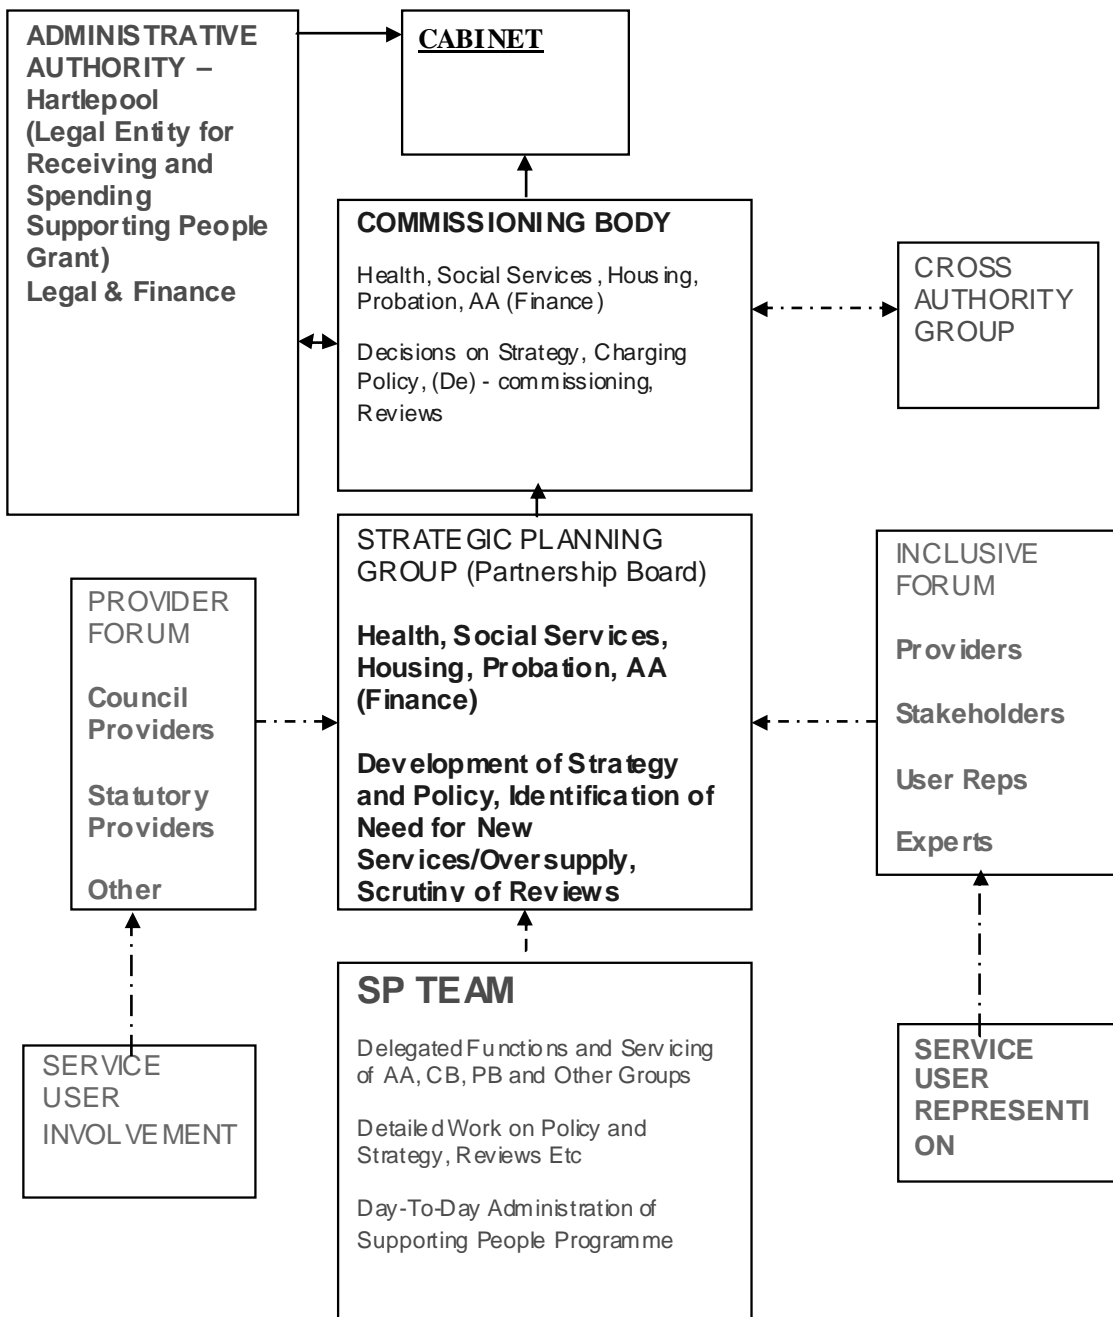 ADMINISTRATIVE
AUTHORITY –
Hartlepool
(Legal Entity for
Receiving and
Spending
Supporting People
Grant)
Legal & Finance
CABINET
COMMISSIONING BODY
Health, Social Services, Housing,
Probation, AA (Finance)
Decisions on Strategy, Charging
Policy, (De) - commissioning,
Reviews
CROSS
AUTHORITY
GROUP
STRATEGIC PLANNING
GROUP (Partnership Board)
Health, Social Services,
Housing, Probation, AA
(Finance)
Development of Strategy
and Policy, Identification of
Need for New
Services/Oversupply,
Scrutiny of Reviews
PROVIDER
FORUM
Council
Providers
Statutory
Providers
Other
INCLUSIVE
FORUM
Providers
Stakeholders
User Reps
Experts
SP TEAM
Delegated Functions and Servicing
of AA, CB, PB and Other Groups
Detailed Work on Policy and
Strategy, Reviews Etc
Day-To-Day Administration of
Supporting People Programme
SERVICE
USER
INVOLVEMENT
SERVICE
USER
REPRESENTI
ON